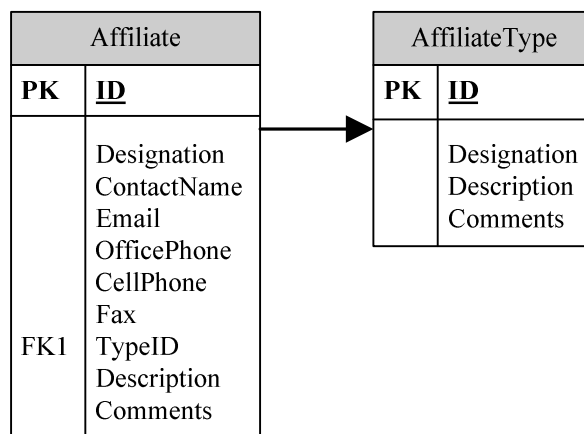 Affiliate
PK ID
Designation
ContactName
Email
OfficePhone
CellPhone
Fax
FK1 TypeID
Description
Comments
AffiliateType
PK ID
Designation
Description
Comments